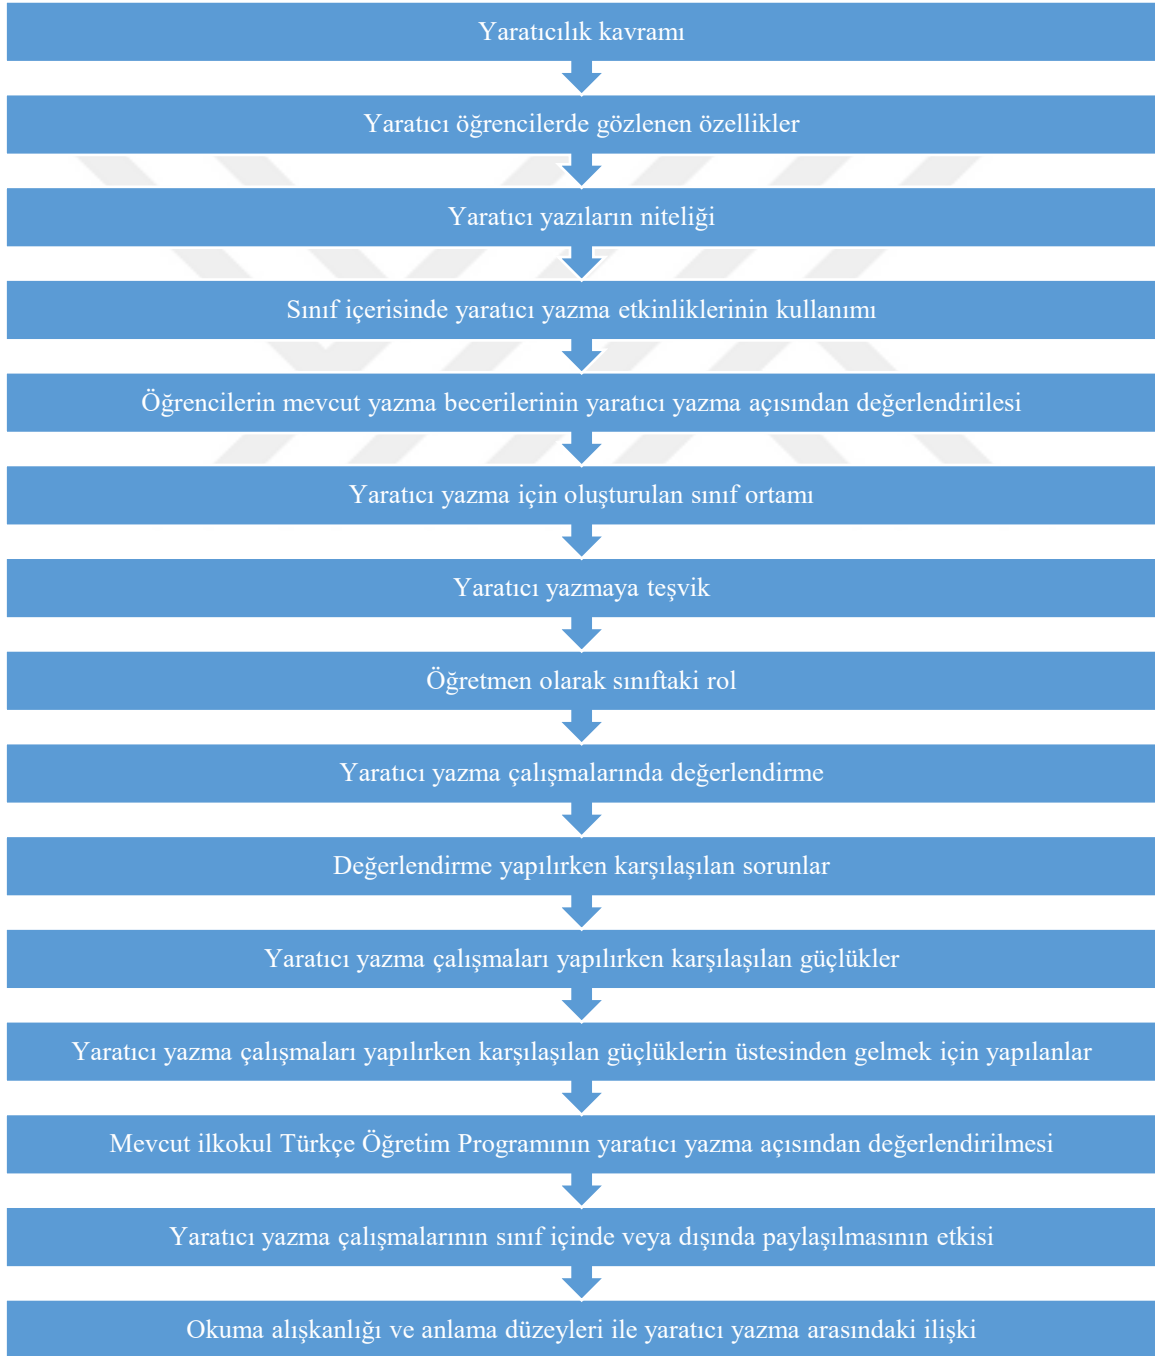 Yaratıcılık kavramı
Yaratıcı öğrencilerde gözlenen özellikler
Yaratıcı yazıların niteliği
Sınıf içerisinde yaratıcı yazma etkinliklerinin kullanımı
Öğrencilerin mevcut yazma becerilerinin yaratıcı yazma açısından değerlendirilesi
Yaratıcı yazma için oluşturulan sınıf ortamı
Yaratıcı yazmaya teşvik
Öğretmen olarak sınıftaki rol
Yaratıcı yazma çalışmalarında değerlendirme
Değerlendirme yapılırken karşılaşılan sorunlar
Yaratıcı yazma çalışmaları yapılırken karşılaşılan güçlükler
Yaratıcı yazma çalışmaları yapılırken karşılaşılan güçlüklerin üstesinden gelmek için yapılanlar
Mevcut ilkokul Türkçe Öğretim Programının yaratıcı yazma açısından değerlendirilmesi
Yaratıcı yazma çalışmalarının sınıf içinde veya dışında paylaşılmasının etkisi
Okuma alışkanlığı ve anlama düzeyleri ile yaratıcı yazma arasındaki ilişki